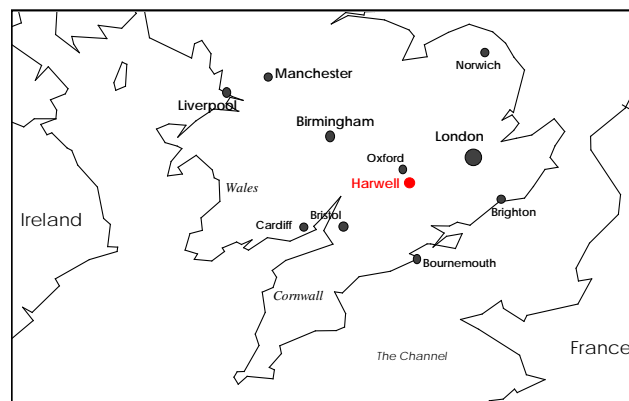 Norwich
Manchester
Liverpool
Birmingham
London
Oxford
Harwell
Wales
Brighton
Ireland
Cardiff
Bristol
Bournemouth
Cornwall
France
The Channel